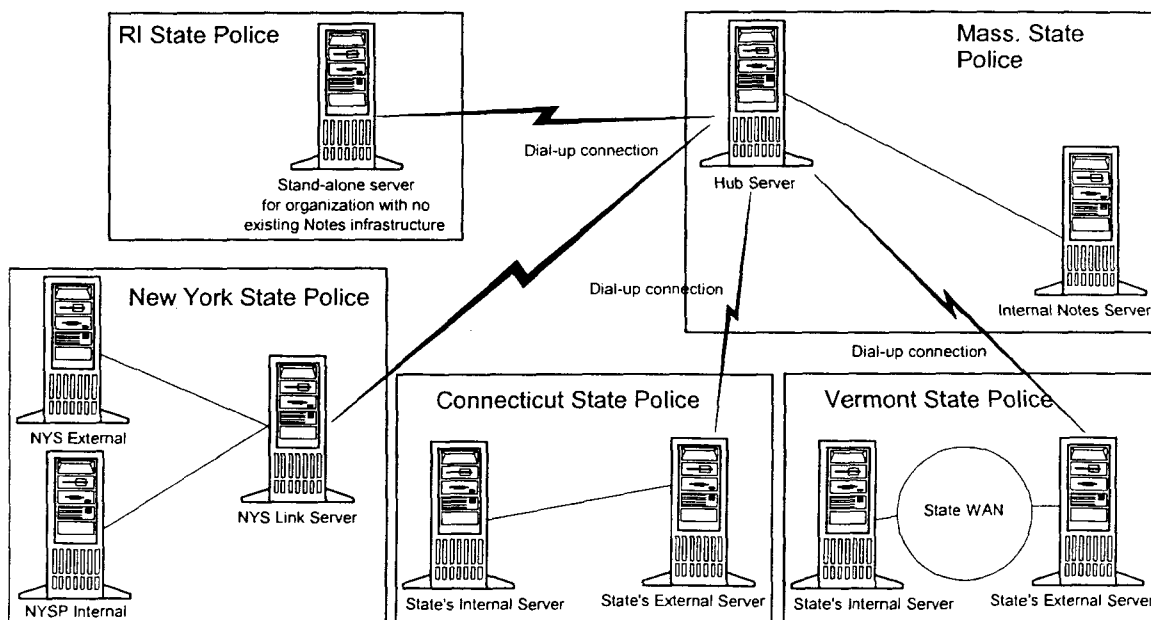 RI State Police
Stand-alone server
for organization with no
existing Notes infrastructure
Dial-up connection
Mass. State
Police
Hub Server
Internal Notes Server
New York State Police
NYS External
NYS Link Server
NYSP Internal
Dial-up connection
Connecticut State Police
State's Internal Server
State's External Server
Dial-up connection
Vermont State Police
State's Internal Server
State WAN
State's External Server